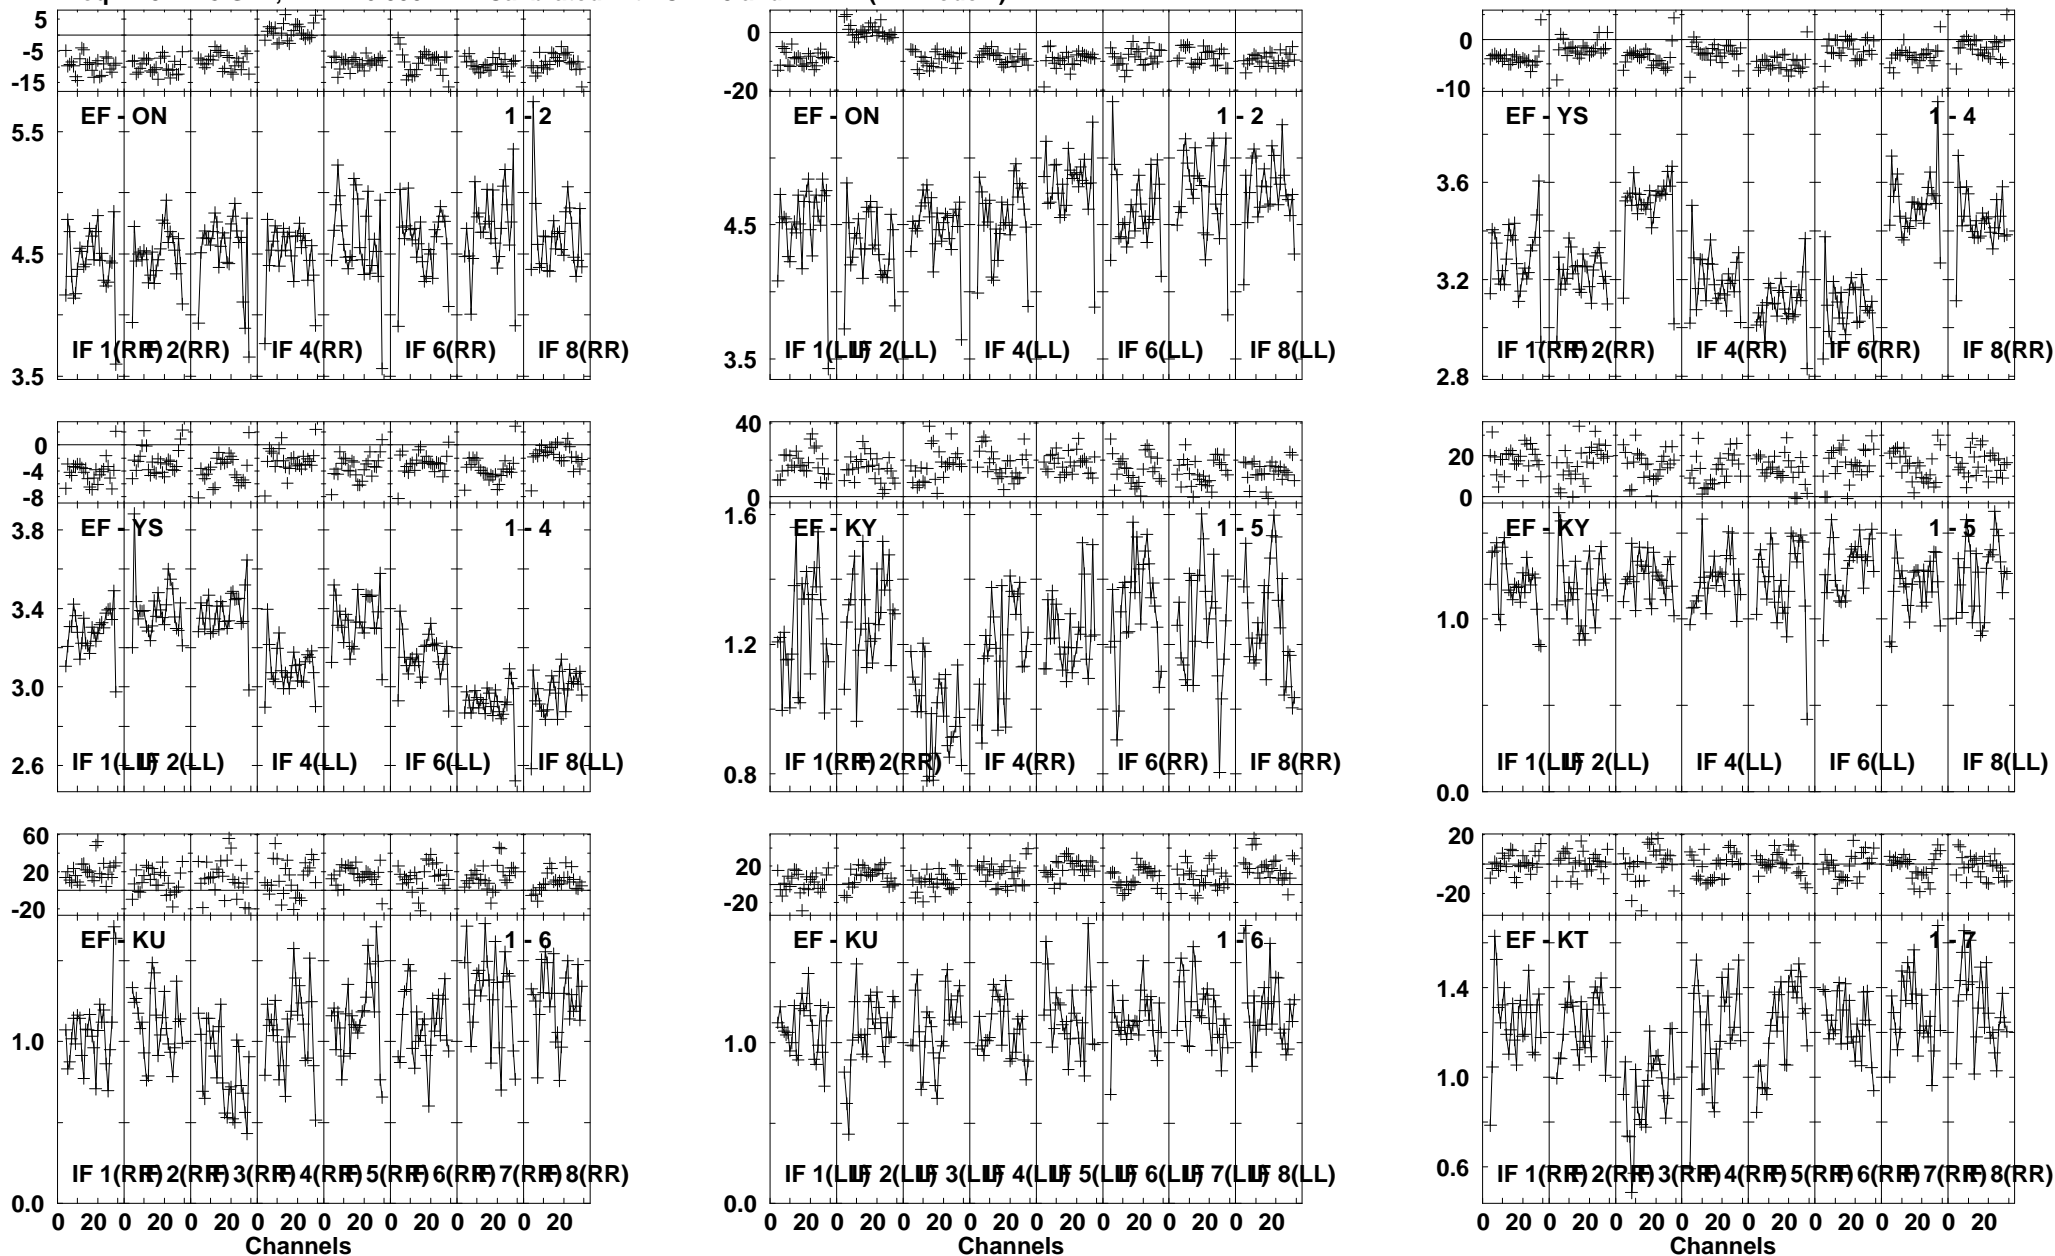 5
-5
-15
EF - ON 1 - 2
5.5
4.5
IF 1(RR) IF 2(RR) IF 4(RR) IF 6(RR) IF 8(RR)
3.5
0
-20
EF - ON 1 - 2
4.5
IF 1(LL) IF 2(LL) IF 4(LL) IF 6(LL) IF 8(LL)
3.5
0
-10
EF - YS 1 - 4
3.6
3.2
IF 1(RR) IF 2(RR) IF 4(RR) IF 6(RR) IF 8(RR)
2.8
0
-4
-8
EF - YS 1 - 4
3.8
3.4
3.0
IF 1(LL) IF 2(LL) IF 4(LL) IF 6(LL) IF 8(LL)
2.6
40
20
0
1.6
EF - KY 1 - 5
1.2
IF 1(RR) IF 2(RR) IF 4(RR) IF 6(RR) IF 8(RR)
0.8
20
0
EF - KY 1 - 5
1.0
IF 1(LL) IF 2(LL) IF 4(LL) IF 6(LL) IF 8(LL)
0.0
60
20
-20
EF - KU 1 - 6
1.0
IF 1(RR) IF 2(RR) IF 3(RR) IF 4(RR) IF 5(RR) IF 6(RR) IF 7(RR) IF 8(RR)
0.0
0 20 0 20 0 20 0 20 0 20 0 20 0 20 0 20
Channels
20
-20
EF - KU 1 - 6
1.0
IF 1(LL) IF 2(LL) IF 3(LL) IF 4(LL) IF 5(LL) IF 6(LL) IF 7(LL) IF 8(LL)
0.0
0 20 0 20 0 20 0 20 0 20 0 20 0 20 0 20
Channels
20
-20
EF - KT 1 - 7
1.4
1.0
0.6
IF 1(RR) IF 2(RR) IF 3(RR) IF 4(RR) IF 5(RR) IF 6(RR) IF 7(RR) IF 8(RR)
0 20 0 20 0 20 0 20 0 20 0 20 0 20 0 20
Channels